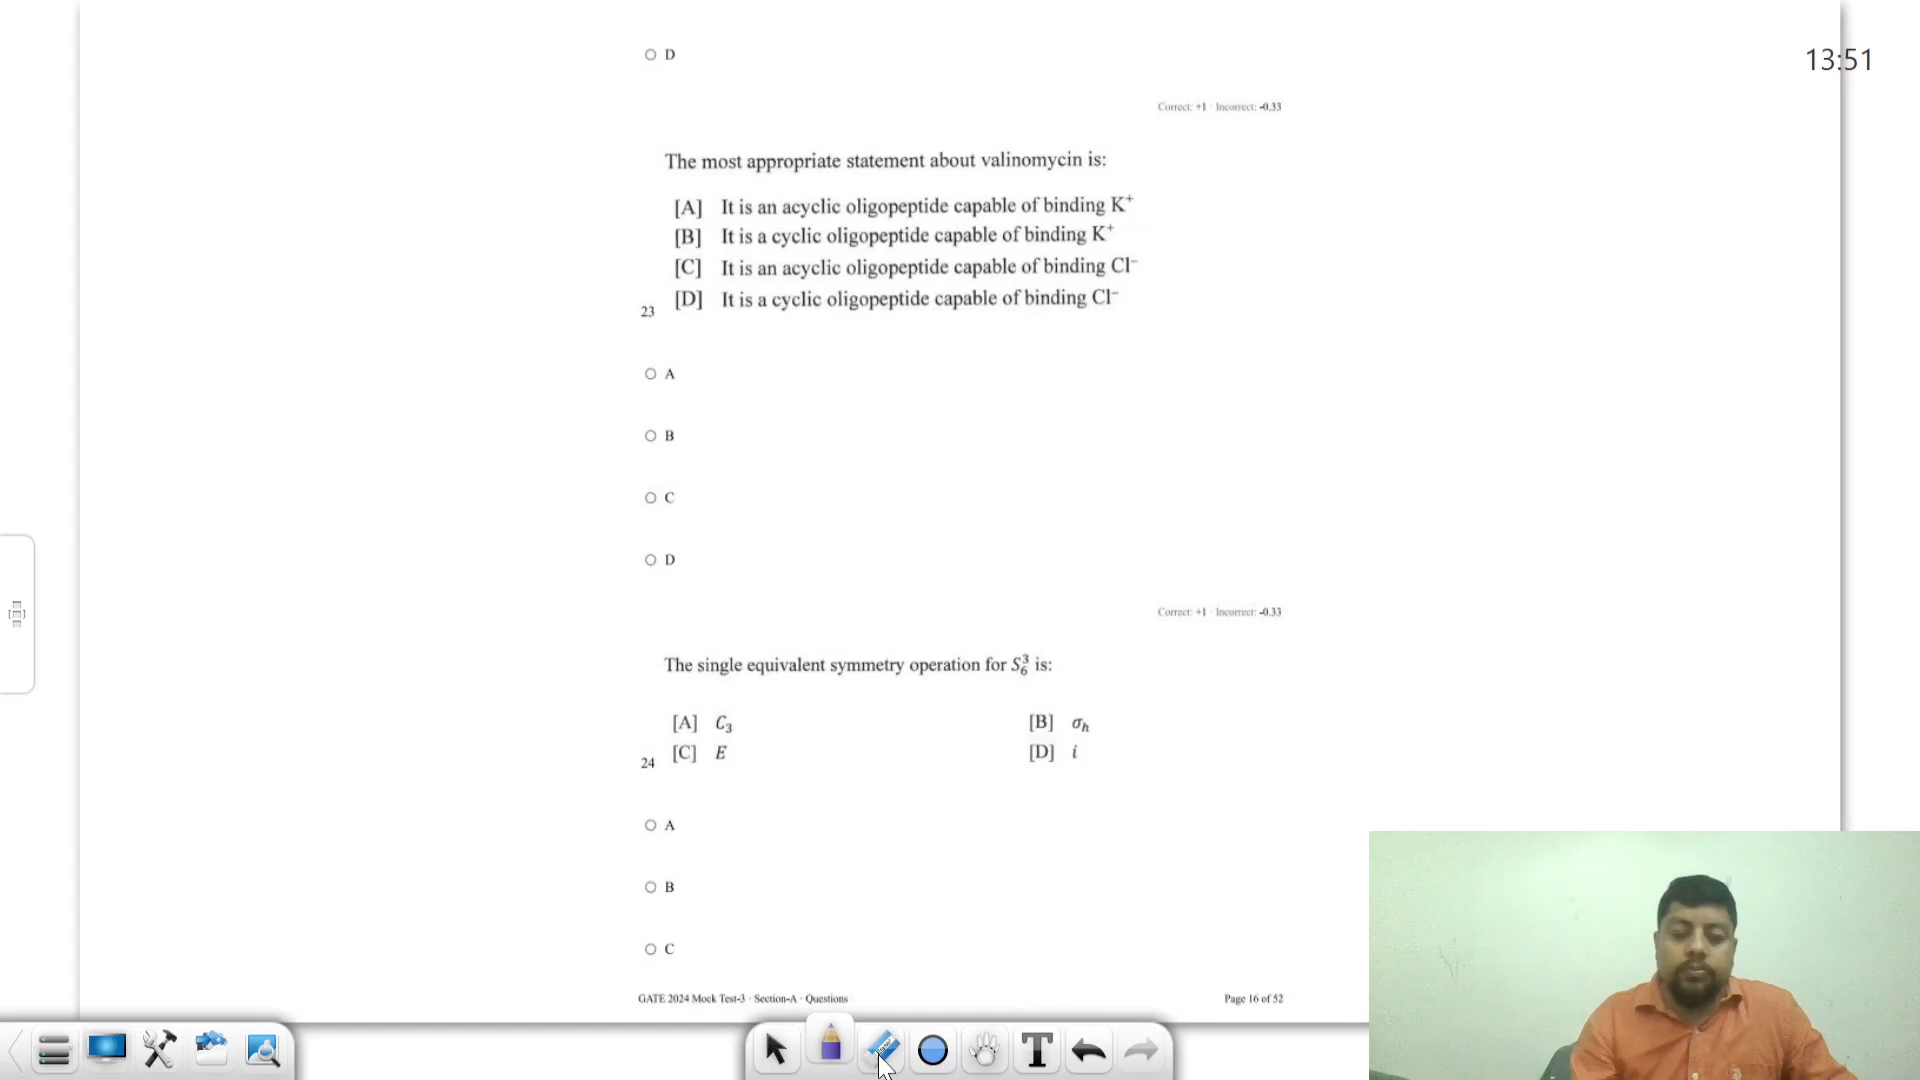 D
13:51
Correct: +1 · Incorrect: -0.33
The most appropriate statement about valinomycin is:
[A] It is an acyclic oligopeptide capable of binding K⁺
[B] It is a cyclic oligopeptide capable of binding K⁺
[C] It is an acyclic oligopeptide capable of binding Cl⁻
[D] It is a cyclic oligopeptide capable of binding Cl⁻
23
A
B
C
D
Correct: +1 · Incorrect: -0.33
The single equivalent symmetry operation for S₆³ is:
[A] C₃ [B] σₕ
[C] E [D] i
24
A
B
C
GATE 2024 Mock Test-3 · Section-A · Questions Page 16 of 52
T